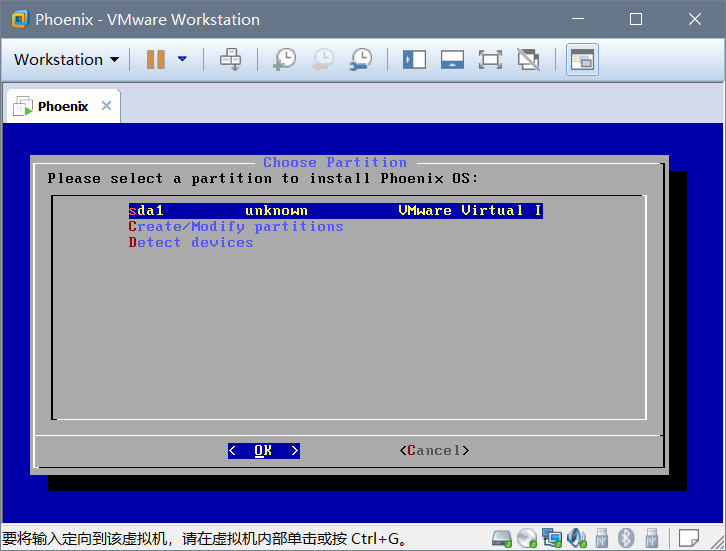 Phoenix - VMware Workstation
Workstation
Phoenix
Choose Partition
Please select a partition to install Phoenix OS:
sda1 unknown VMware Virtual I
Create/Modify partitions
Detect devices
< OK > <Cancel>
要将输入定向到该虚拟机，请在虚拟机内部单击或按 Ctrl+G。